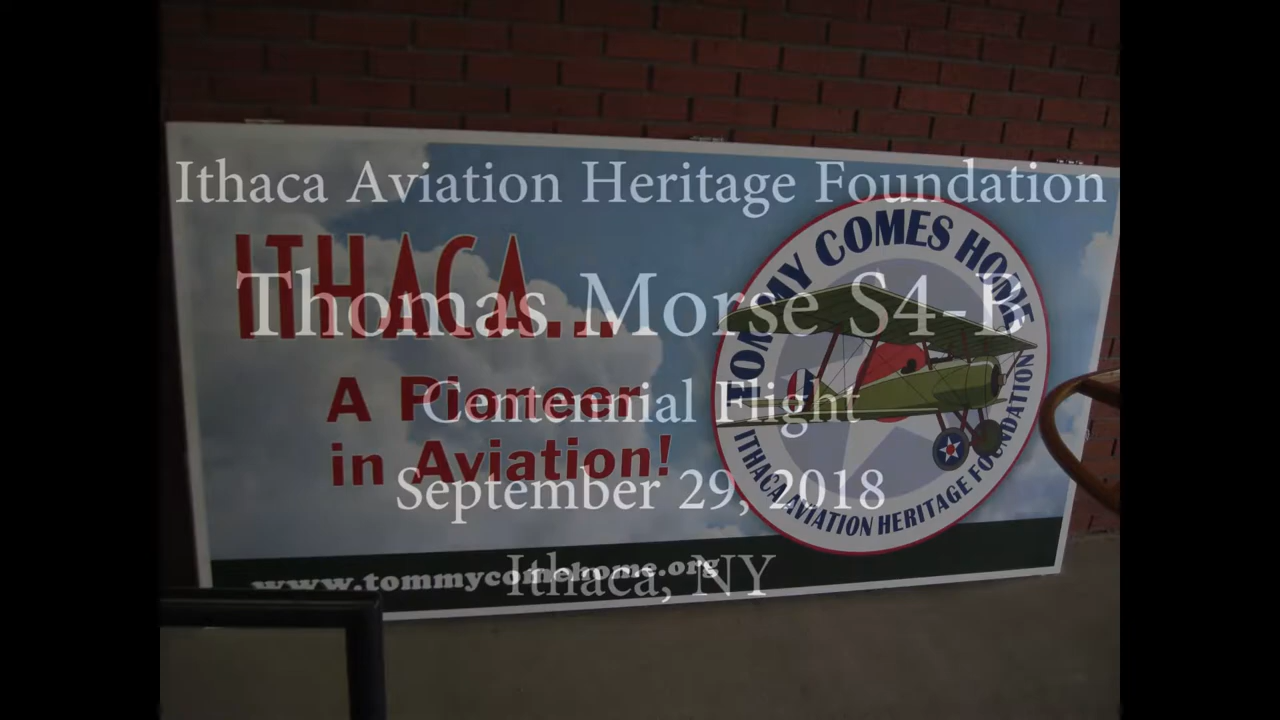 Ithaca Aviation Heritage Foundation
Thomas Morse S4-B
Centennial Flight
September 29, 2018
Ithaca, NY
ITHACA...
A Pioneer
in Aviation!
www.tommycomehome.org
TOMMY COMES HOME
ITHACA AVIATION HERITAGE FOUNDATION